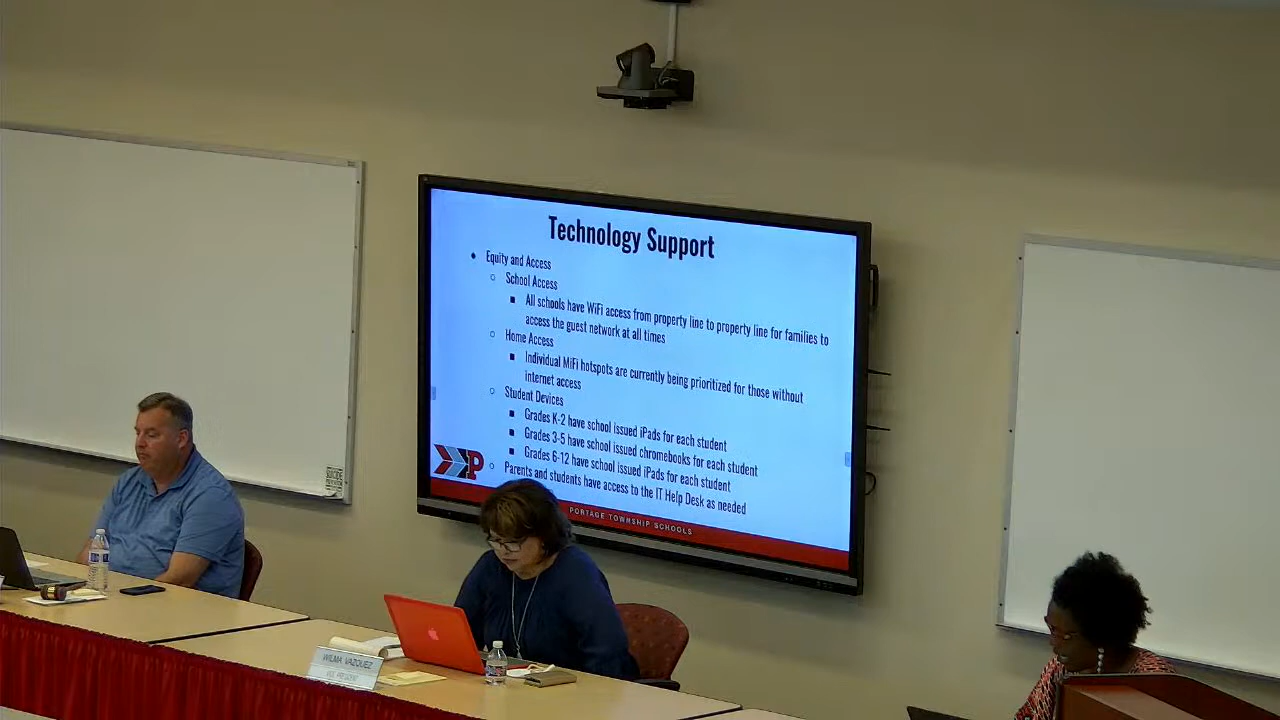 Technology Support
• Equity and Access
○ School Access
■ All schools have WiFi access from property line to property line for families to
access the guest network at all times
○ Home Access
■ Individual MiFi hotspots are currently being prioritized for those without
internet access
○ Student Devices
■ Grades K-2 have school issued iPads for each student
■ Grades 3-5 have school issued chromebooks for each student
■ Grades 6-12 have school issued iPads for each student
○ Parents and students have access to the IT Help Desk as needed
P
PORTAGE TOWNSHIP SCHOOLS
WILMA VAZQUEZ
VICE PRESIDENT